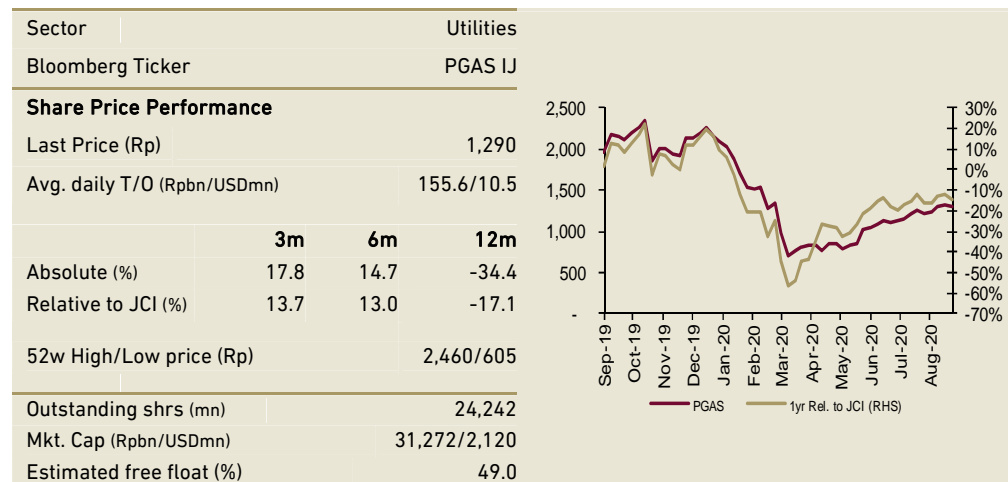 Sector Utilities
Bloomberg Ticker PGAS IJ
Share Price Performance
Last Price (Rp) 1,290
Avg. daily T/O (Rpbn/USDmn) 155.6/10.5
3m 6m 12m
Absolute (%) 17.8 14.7 -34.4
Relative to JCI (%) 13.7 13.0 -17.1
52w High/Low price (Rp) 2,460/605
Outstanding shrs (mn) 24,242
Mkt. Cap (Rpbn/USDmn) 31,272/2,120
Estimated free float (%) 49.0
2,500
2,000
1,500
1,000
500
-
30%
20%
10%
0%
-10%
-20%
-30%
-40%
-50%
-60%
-70%
Sep-19
Oct-19
Nov-19
Dec-19
Jan-20
Feb-20
Mar-20
Apr-20
May-20
Jun-20
Jul-20
Aug-20
PGAS 1yr Rel. to JCI (RHS)